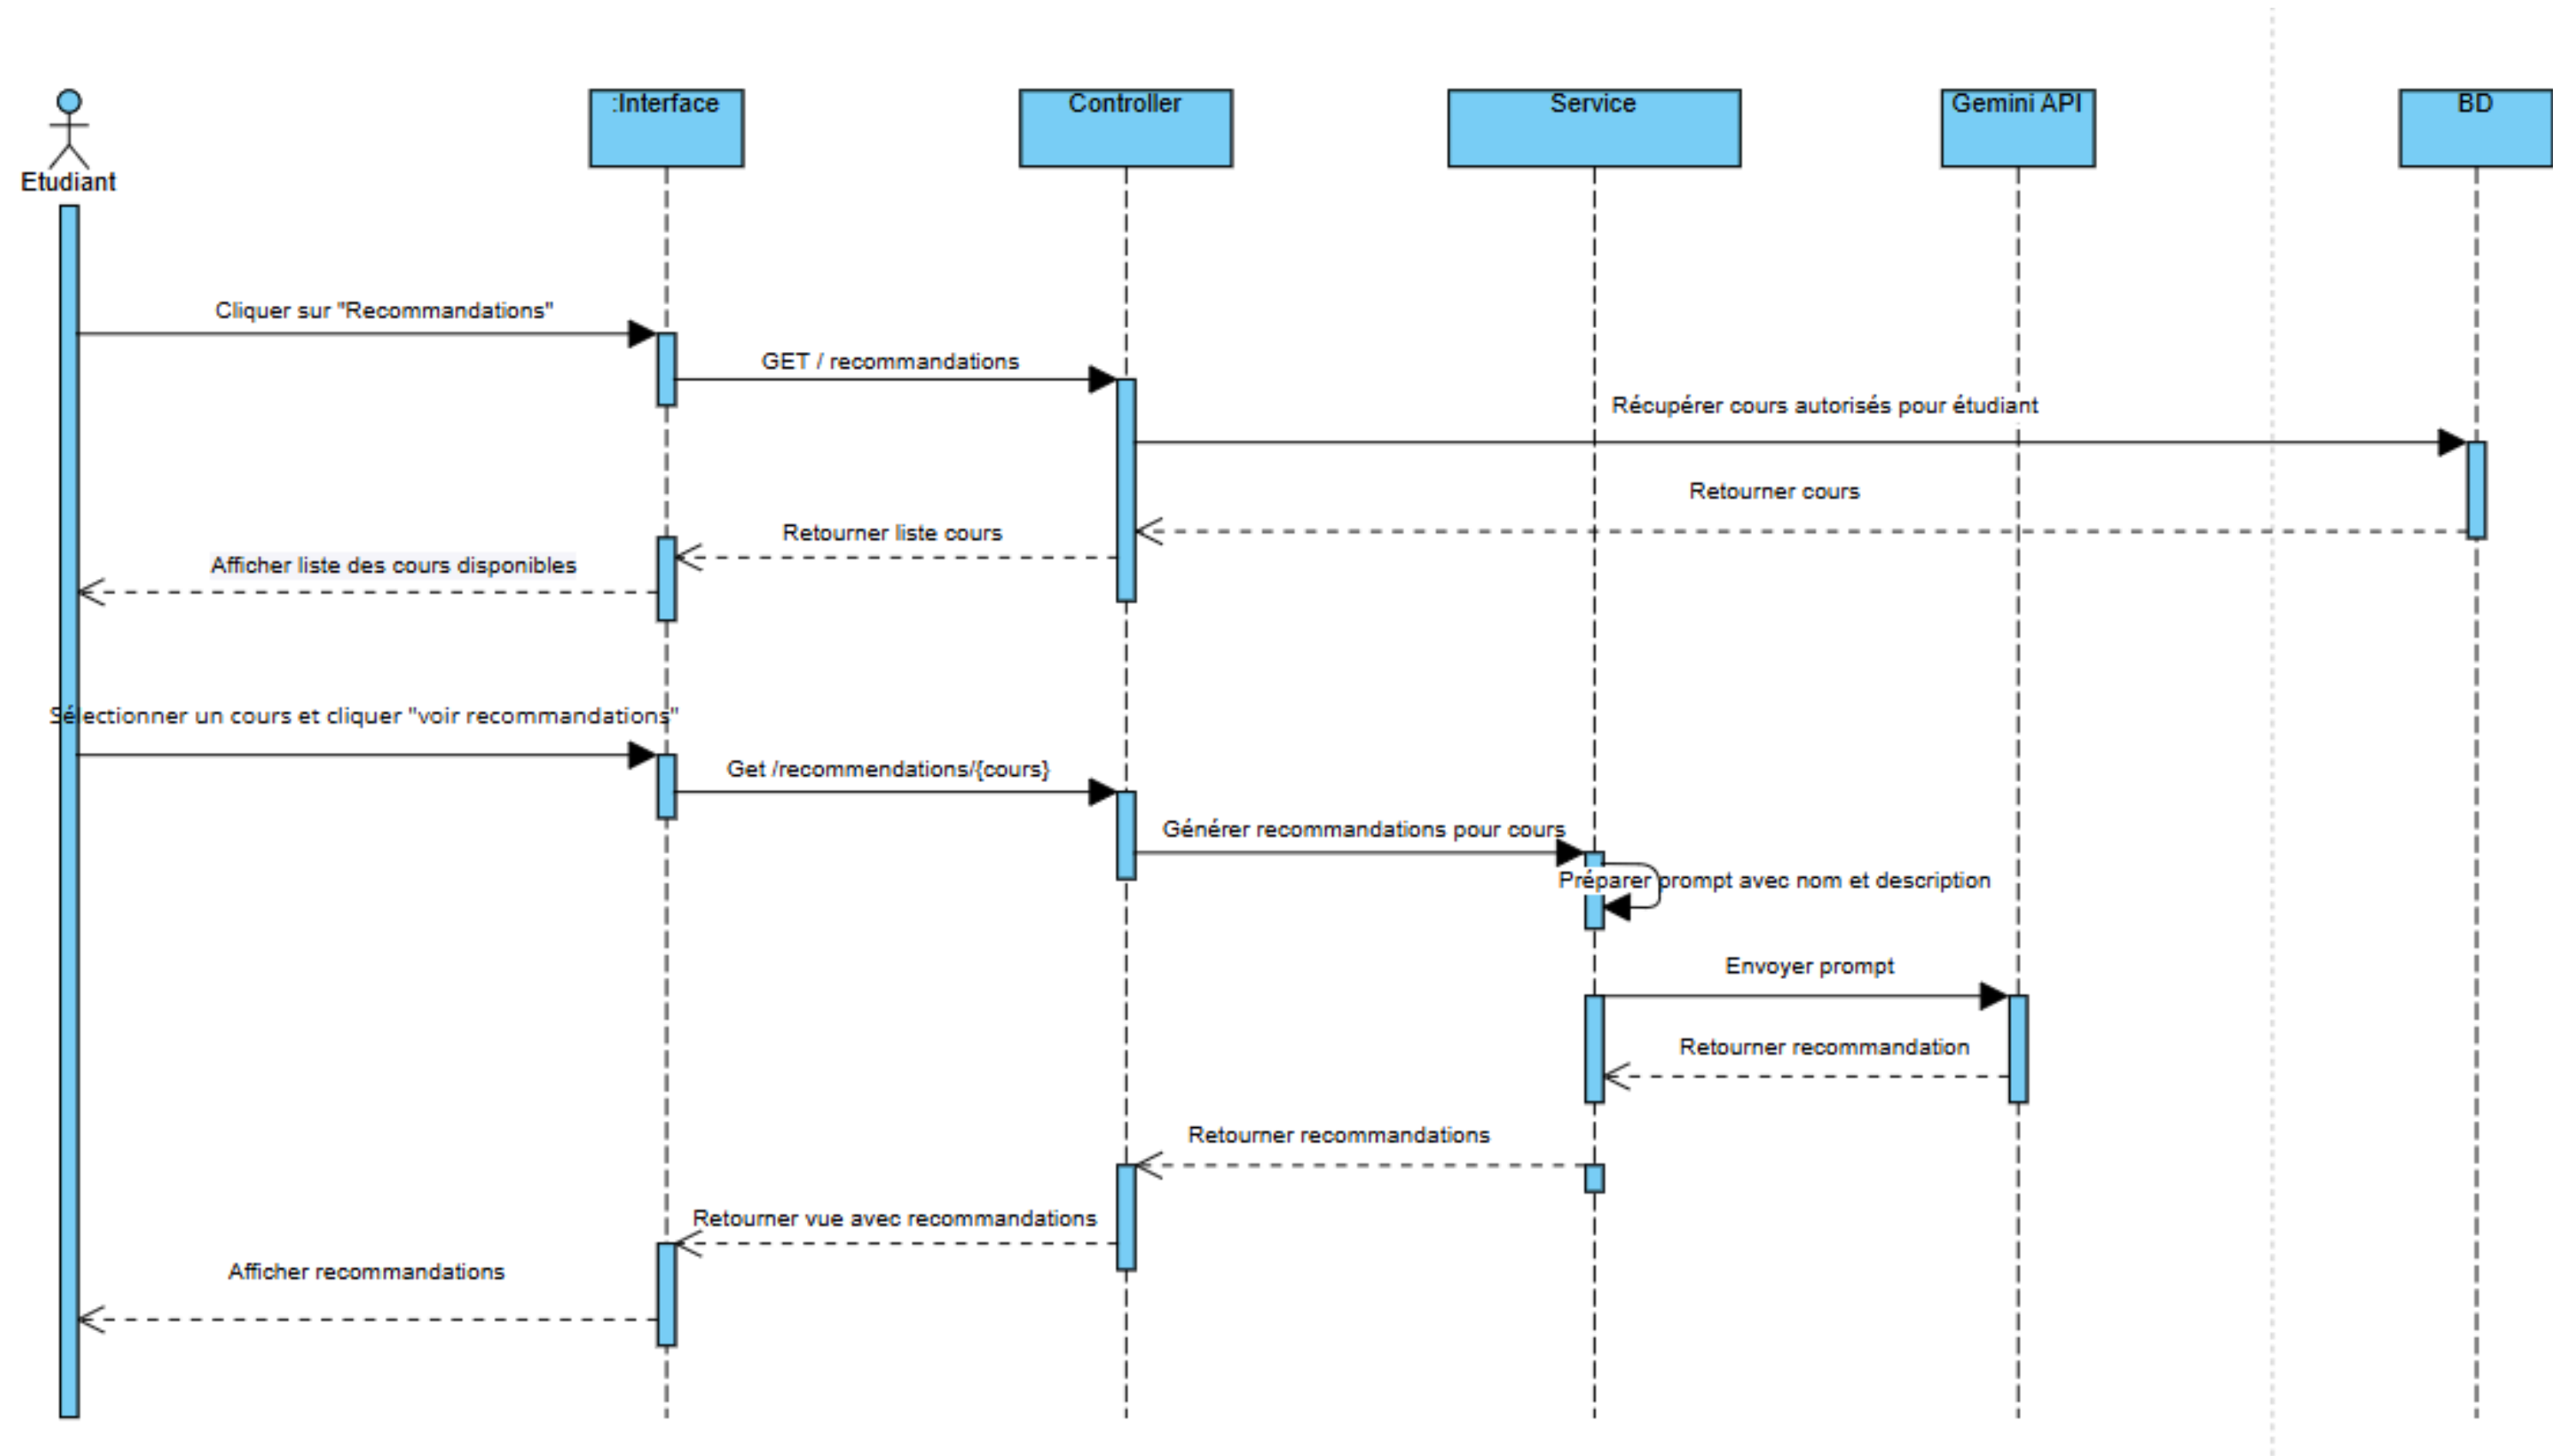 :Interface
Controller
Service
Gemini API
BD
Etudiant
Cliquer sur "Recommandations"
GET / recommandations
Récupérer cours autorisés pour étudiant
Retourner cours
Retourner liste cours
Afficher liste des cours disponibles
Sélectionner un cours et cliquer "voir recommandations"
Get /recommendations/{cours}
Générer recommandations pour cours
Préparer prompt avec nom et description
Envoyer prompt
Retourner recommandation
Retourner recommandations
Retourner vue avec recommandations
Afficher recommandations